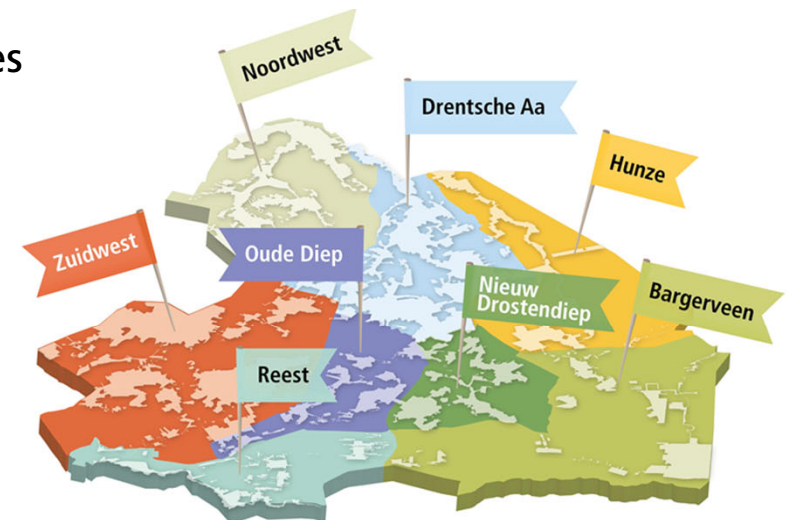 es
Noordwest
Drentsche Aa
Hunze
Zuidwest
Oude Diep
Nieuw
Drostendiep
Bargerveen
Reest